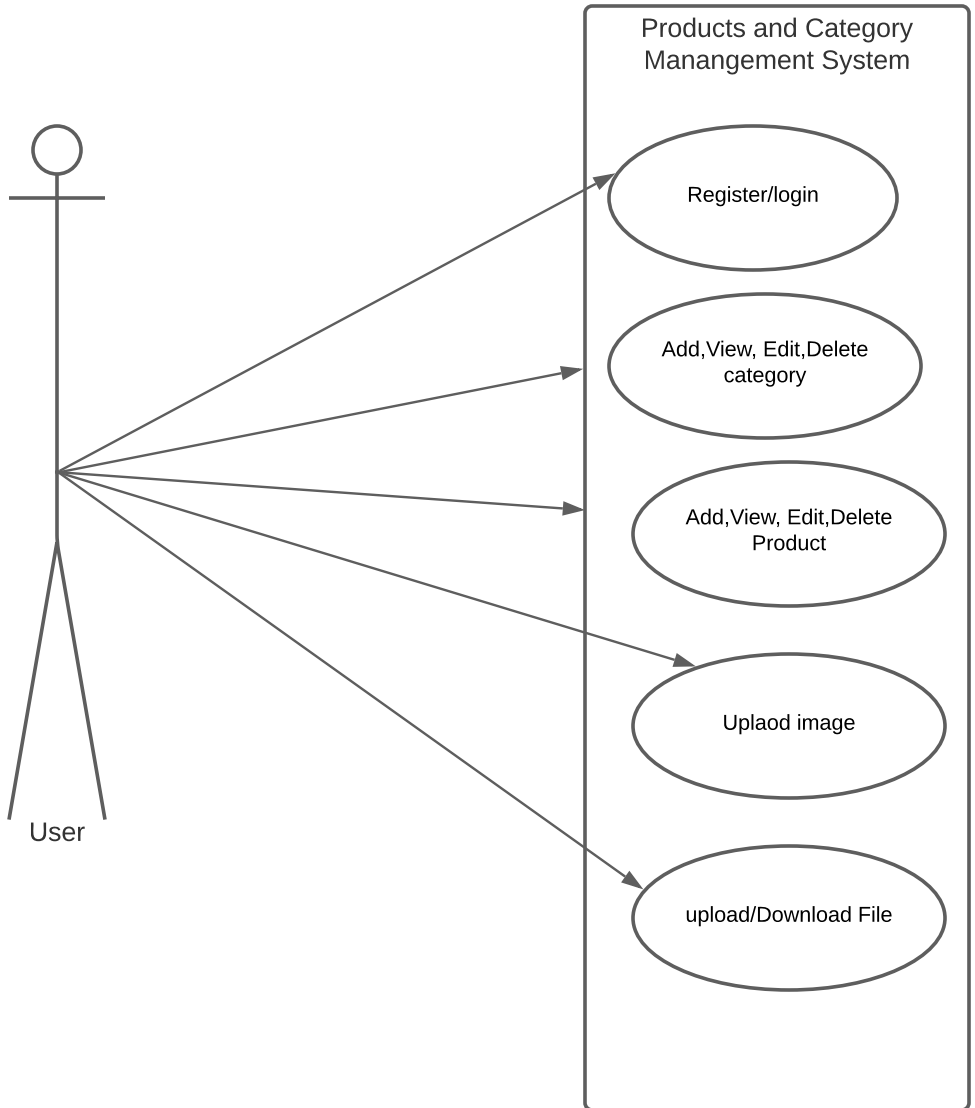 Products and Category
Manangement System
Register/login
Add,View, Edit,Delete
category
Add,View, Edit,Delete
Product
Uplaod image
User
upload/Download File